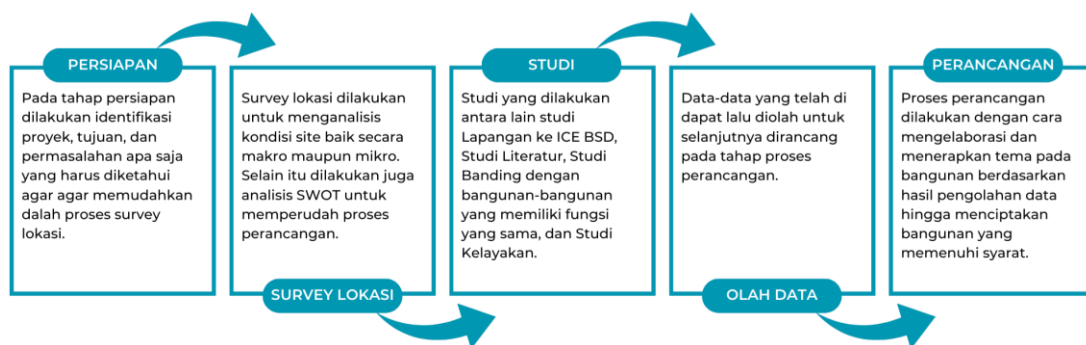 PERSIAPAN
Pada tahap persiapan
dilakukan identifikasi
proyek, tujuan, dan
permasalahan apa saja
yang harus diketahui
agar agar memudahkan
dalah proses survey
lokasi.
Survey lokasi dilakukan
untuk menganalisis
kondisi site baik secara
makro maupun mikro.
Selain itu dilakukan juga
analisis SWOT untuk
memperudah proses
perancangan.
SURVEY LOKASI
STUDI
Studi yang dilakukan
antara lain studi
Lapangan ke ICE BSD,
Studi Literatur, Studi
Banding dengan
bangunan-bangunan
yang memiliki fungsi
yang sama, dan Studi
Kelayakan.
Data-data yang telah di
dapat lalu diolah untuk
selanjutnya dirancang
pada tahap proses
perancangan.
OLAH DATA
PERANCANGAN
Proses perancangan
dilakukan dengan cara
mengelaborasi dan
menerapkan tema pada
bangunan berdasarkan
hasil pengolahan data
hingga menciptakan
bangunan yang
memenuhi syarat.